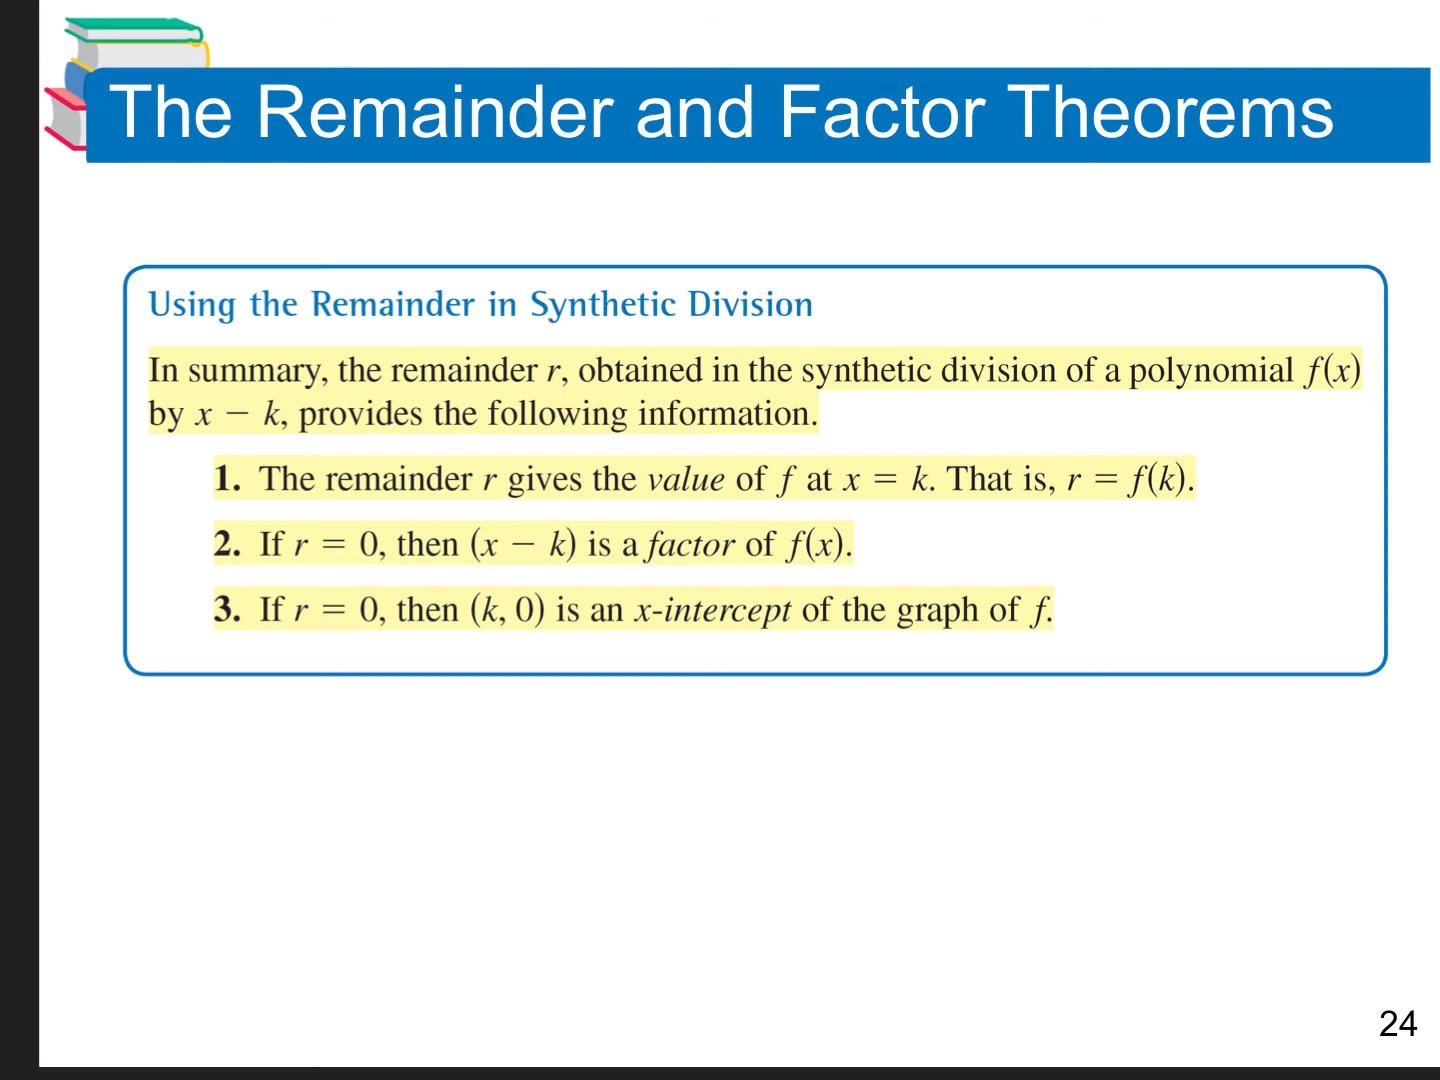 The Remainder and Factor Theorems
Using the Remainder in Synthetic Division
In summary, the remainder r, obtained in the synthetic division of a polynomial f(x)
by x − k, provides the following information.
1. The remainder r gives the value of f at x = k. That is, r = f(k).
2. If r = 0, then (x − k) is a factor of f(x).
3. If r = 0, then (k, 0) is an x-intercept of the graph of f.
24